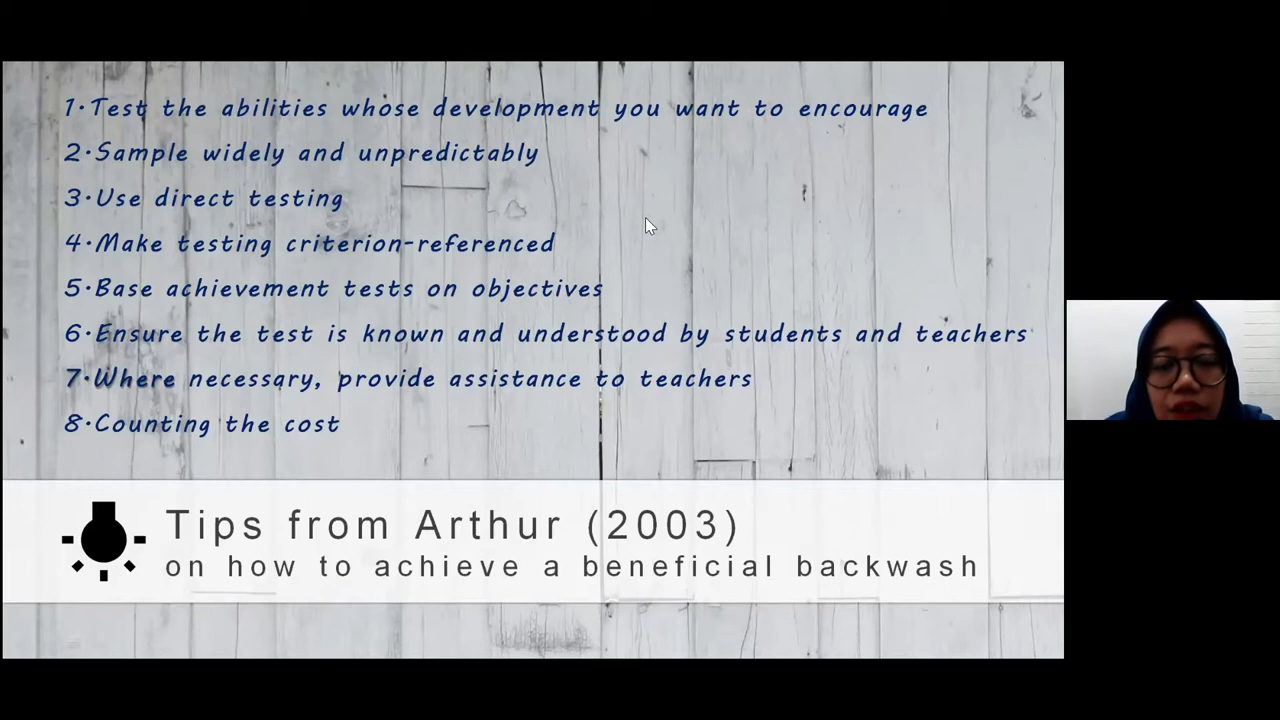 1.Test the abilities whose development you want to encourage
2.Sample widely and unpredictably
3.Use direct testing
4.Make testing criterion-referenced
5.Base achievement tests on objectives
6.Ensure the test is known and understood by students and teachers
7.Where necessary, provide assistance to teachers
8.Counting the cost
Tips from Arthur (2003)
on how to achieve a beneficial backwash